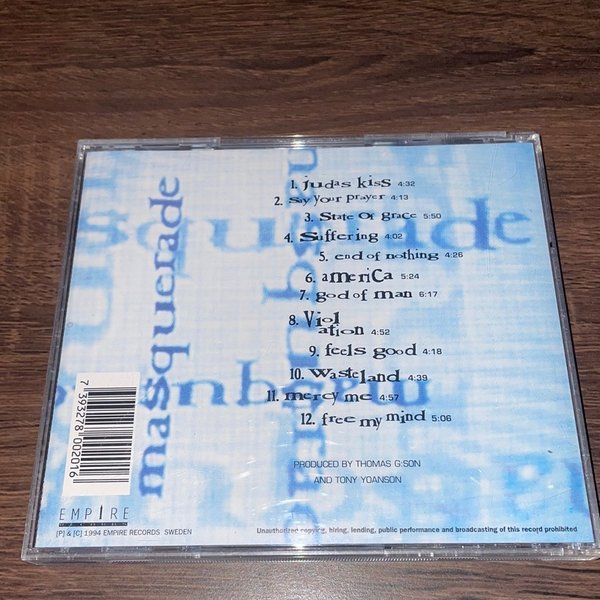 masquerade
1. judas kiss 4:32
2. say your prayer 4:13
3. State Of grace 5:50
4. Suffering 4:02
5. end of nothing 4:26
6. ameriCa 5:24
7. god of man 6:17
8. Viol
ation 4:52
9. feels good 4:18
10. Wasteland 4:39
11. mercy me 4:57
12. free my mind 5:06
PRODUCED BY THOMAS G:SON
AND TONY YOANSON
7 393278 002016
EMPIRE
RECORDS
[P] & [C] 1994 EMPIRE RECORDS SWEDEN
Unauthorized copying, hiring, lending, public performance and broadcasting of this record prohibited